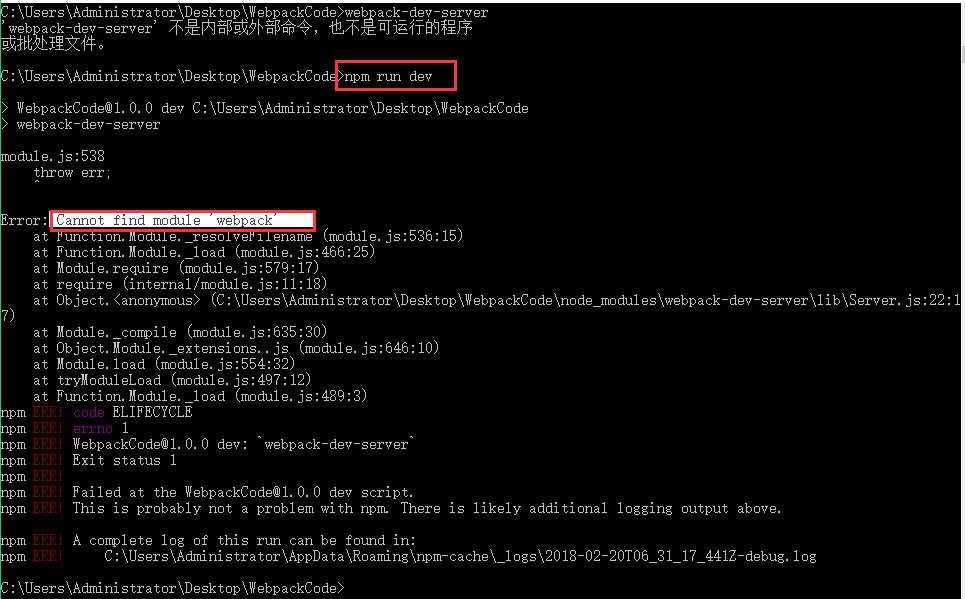 C:\Users\Administrator\Desktop\WebpackCode>webpack-dev-server
'webpack-dev-server' 不是内部或外部命令，也不是可运行的程序
或批处理文件。
C:\Users\Administrator\Desktop\WebpackCode>npm run dev
> WebpackCode@1.0.0 dev C:\Users\Administrator\Desktop\WebpackCode
> webpack-dev-server
module.js:538
    throw err;
    ^
Error: Cannot find module 'webpack'
    at Function.Module._resolveFilename (module.js:536:15)
    at Function.Module._load (module.js:466:25)
    at Module.require (module.js:579:17)
    at require (internal/module.js:11:18)
    at Object.<anonymous> (C:\Users\Administrator\Desktop\WebpackCode\node_modules\webpack-dev-server\lib\Server.js:22:1
7)
    at Module._compile (module.js:635:30)
    at Object.Module._extensions..js (module.js:646:10)
    at Module.load (module.js:554:32)
    at tryModuleLoad (module.js:497:12)
    at Function.Module._load (module.js:489:3)
npm ERR! code ELIFECYCLE
npm ERR! errno 1
npm ERR! WebpackCode@1.0.0 dev: `webpack-dev-server`
npm ERR! Exit status 1
npm ERR!
npm ERR! Failed at the WebpackCode@1.0.0 dev script.
npm ERR! This is probably not a problem with npm. There is likely additional logging output above.
npm ERR! A complete log of this run can be found in:
npm ERR!     C:\Users\Administrator\AppData\Roaming\npm-cache\_logs\2018-02-20T06_31_17_441Z-debug.log
C:\Users\Administrator\Desktop\WebpackCode>